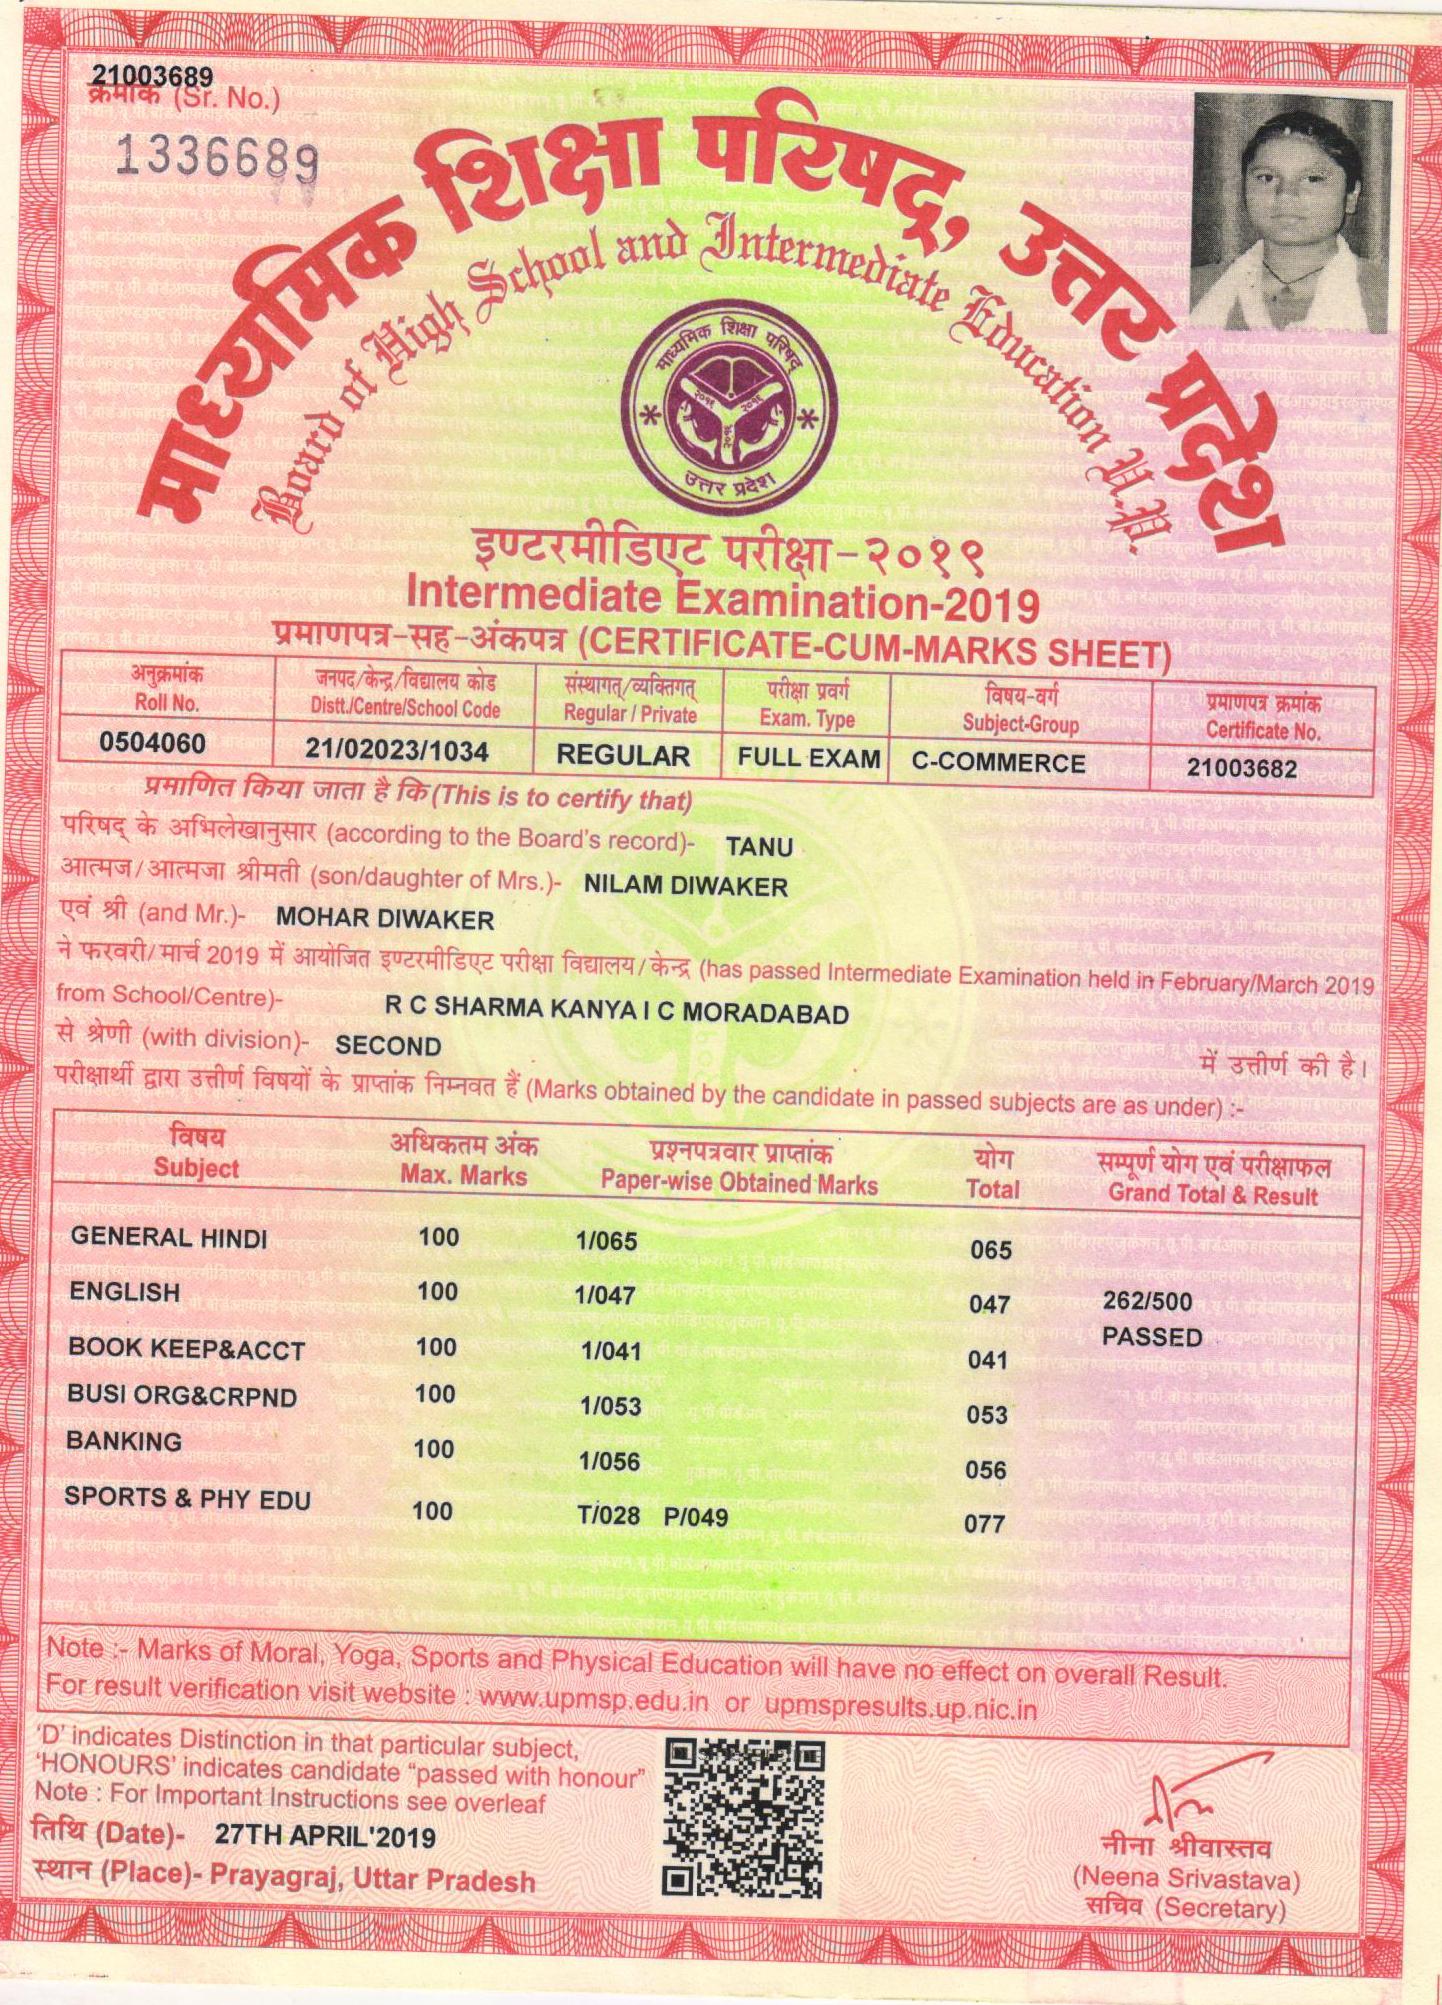 21003689
क्रमांक (Sr. No.)
1336689
माध्यमिक शिक्षा परिषद्, उत्तर प्रदेश
Board of High School and Intermediate Education U.P.
माध्यमिक शिक्षा परिषद्
उत्तर प्रदेश
इण्टरमीडिएट परीक्षा-२०१९
Intermediate Examination-2019
प्रमाणपत्र-सह-अंकपत्र (CERTIFICATE-CUM-MARKS SHEET)
अनुक्रमांक जनपद/केन्द्र/विद्यालय कोड संस्थागत्/व्यक्तिगत् परीक्षा प्रवर्ग विषय-वर्ग प्रमाणपत्र क्रमांक
Roll No. Distt./Centre/School Code Regular / Private Exam. Type Subject-Group Certificate No.
0504060 21/02023/1034 REGULAR FULL EXAM C-COMMERCE 21003682
प्रमाणित किया जाता है कि (This is to certify that)
परिषद् के अभिलेखानुसार (according to the Board's record)- TANU
आत्मज/आत्मजा श्रीमती (son/daughter of Mrs.)- NILAM DIWAKER
एवं श्री (and Mr.)- MOHAR DIWAKER
ने फरवरी/मार्च 2019 में आयोजित इण्टरमीडिएट परीक्षा विद्यालय/केन्द्र (has passed Intermediate Examination held in February/March 2019
from School/Centre)- R C SHARMA KANYA I C MORADABAD
से श्रेणी (with division)- SECOND में उत्तीर्ण की है।
परीक्षार्थी द्वारा उत्तीर्ण विषयों के प्राप्तांक निम्नवत हैं (Marks obtained by the candidate in passed subjects are as under) :-
विषय अधिकतम अंक प्रश्नपत्रवार प्राप्तांक योग सम्पूर्ण योग एवं परीक्षाफल
Subject Max. Marks Paper-wise Obtained Marks Total Grand Total & Result
GENERAL HINDI 100 1/065 065
ENGLISH 100 1/047 047 262/500
PASSED
BOOK KEEP&ACCT 100 1/041 041
BUSI ORG&CRPND 100 1/053 053
BANKING 100 1/056 056
SPORTS & PHY EDU 100 T/028 P/049 077
Note :- Marks of Moral, Yoga, Sports and Physical Education will have no effect on overall Result.
For result verification visit website : www.upmsp.edu.in or upmspresults.up.nic.in
'D' indicates Distinction in that particular subject,
'HONOURS' indicates candidate "passed with honour"
Note : For Important Instructions see overleaf
तिथि (Date)- 27TH APRIL'2019
स्थान (Place)- Prayagraj, Uttar Pradesh
नीना श्रीवास्तव
(Neena Srivastava)
सचिव (Secretary)